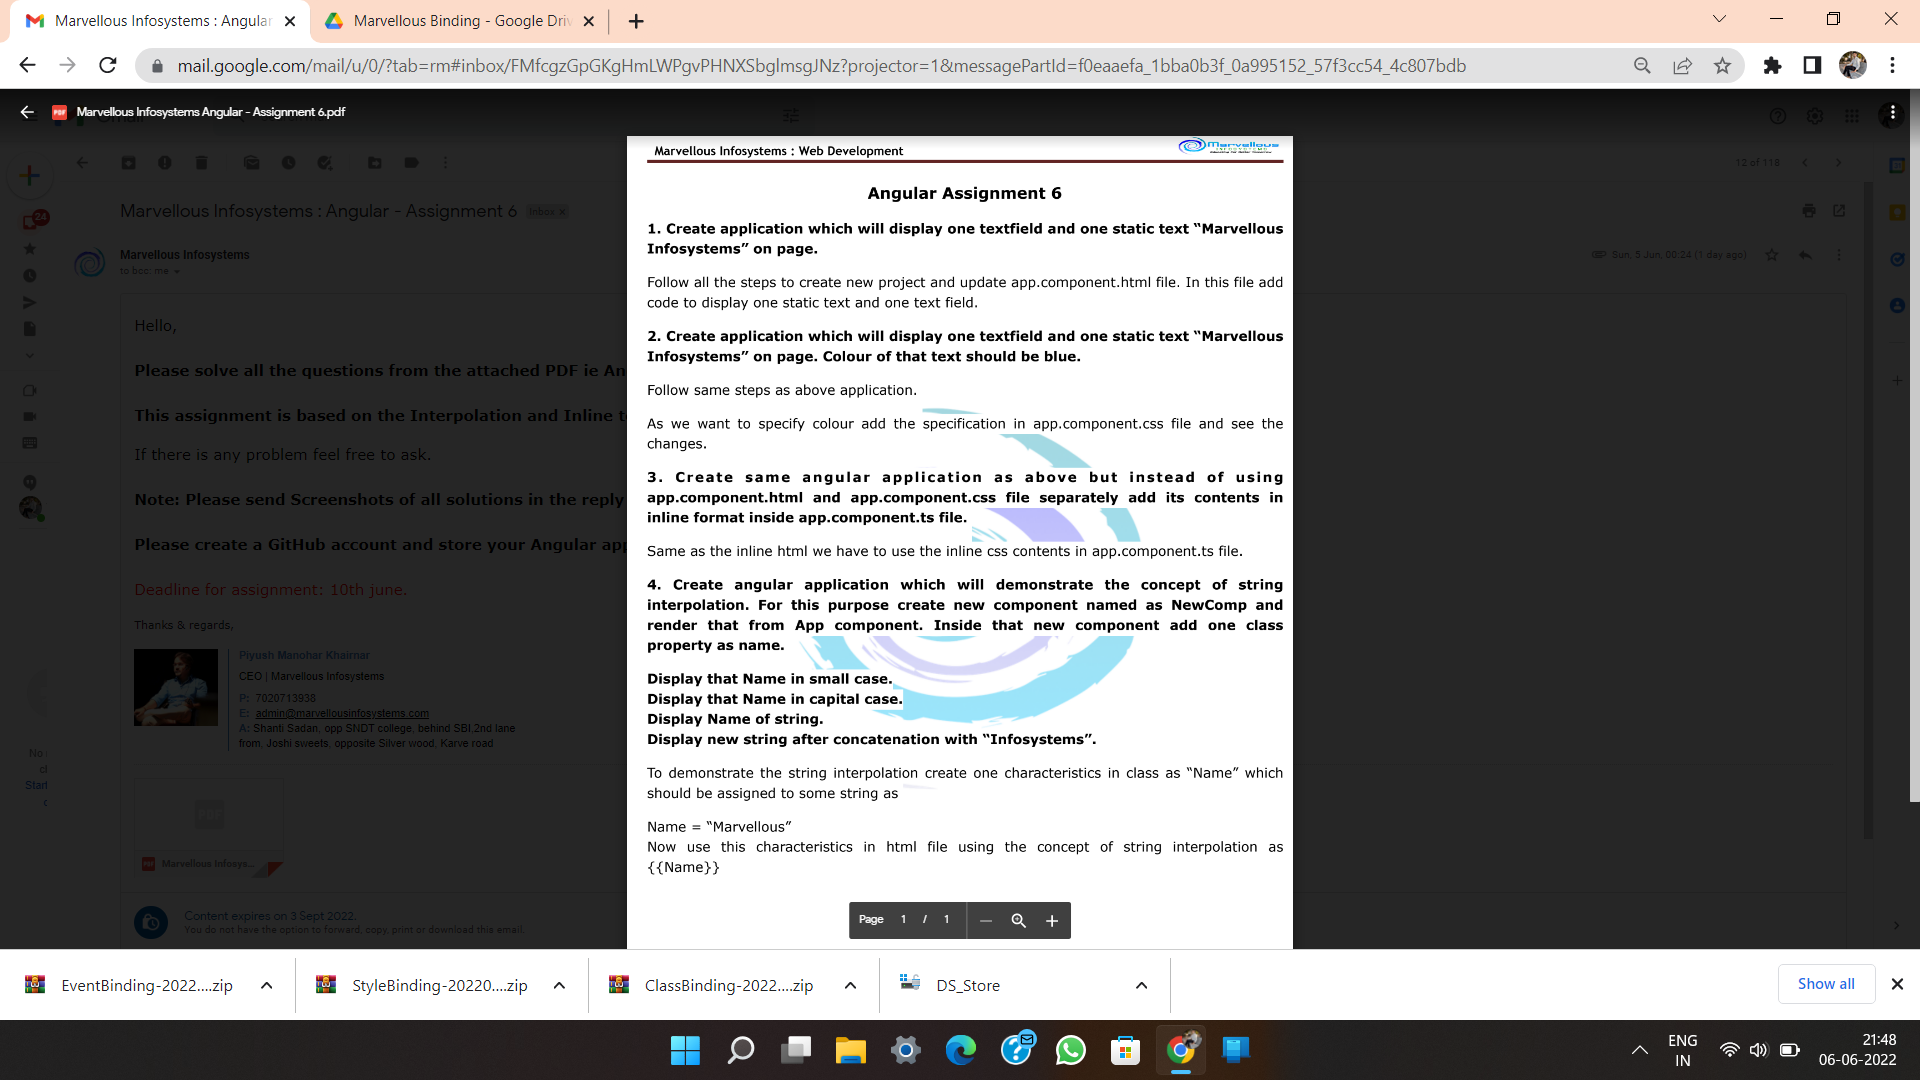 Marvellous Infosystems : Angular
Marvellous Binding - Google Driv
mail.google.com/mail/u/0/?tab=rm#inbox/FMfcgzGpGKgHmLWPgvPHNXSbglmsgJNz?projector=1&messagePartId=f0eaaefa_1bba0b3f_0a995152_57f3cc54_4c807bdb
PDF Marvellous Infosystems Angular - Assignment 6.pdf
12 of 118
24
Marvellous Infosystems : Angular - Assignment 6 Inbox x
Marvellous Infosystems
to bcc: me
Sun, 5 Jun, 00:24 (1 day ago)
Hello,
Please solve all the questions from the attached PDF ie An
This assignment is based on the Interpolation and Inline t
If there is any problem feel free to ask.
Note: Please send Screenshots of all solutions in the reply
Please create a GitHub account and store your Angular app
Deadline for assignment: 10th june.
Thanks & regards,
Piyush Manohar Khairnar
CEO | Marvellous Infosystems
P: 7020713938
E: admin@marvellousinfosystems.com
A: Shanti Sadan, opp SNDT college, behind SBI,2nd lane
from, Joshi sweets, opposite Silver wood, Karve road
No
Start
PDF
PDF Marvellous Infosys...
Content expires on 3 Sept 2022.
You do not have the option to forward, copy, print or download this email.
Marvellous Infosystems : Web Development
Marvellous
Angular Assignment 6
1. Create application which will display one textfield and one static text “Marvellous
Infosystems” on page.
Follow all the steps to create new project and update app.component.html file. In this file add
code to display one static text and one text field.
2. Create application which will display one textfield and one static text “Marvellous
Infosystems” on page. Colour of that text should be blue.
Follow same steps as above application.
As we want to specify colour add the specification in app.component.css file and see the
changes.
3. Create same angular application as above but instead of using
app.component.html and app.component.css file separately add its contents in
inline format inside app.component.ts file.
Same as the inline html we have to use the inline css contents in app.component.ts file.
4. Create angular application which will demonstrate the concept of string
interpolation. For this purpose create new component named as NewComp and
render that from App component. Inside that new component add one class
property as name.
Display that Name in small case.
Display that Name in capital case.
Display Name of string.
Display new string after concatenation with “Infosystems”.
To demonstrate the string interpolation create one characteristics in class as “Name” which
should be assigned to some string as
Name = “Marvellous”
Now use this characteristics in html file using the concept of string interpolation as
{{Name}}
Page 1 / 1
EventBinding-2022....zip
StyleBinding-20220....zip
ClassBinding-2022....zip
DS_Store
Show all
ENG
IN
21:48
06-06-2022